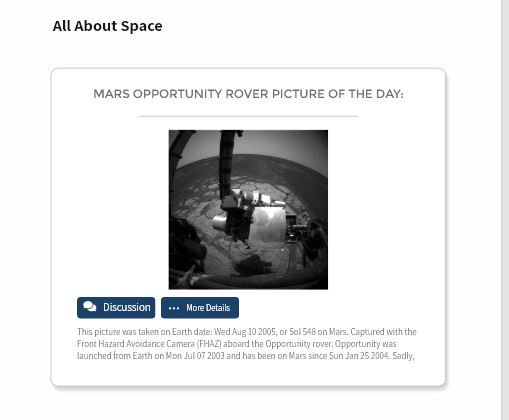 All About Space
MARS OPPORTUNITY ROVER PICTURE OF THE DAY:
Discussion
More Details
This picture was taken on Earth date: Wed Aug 10 2005, or Sol 548 on Mars. Captured with the
Front Hazard Avoidance Camera (FHAZ) aboard the Opportunity rover. Opportunity was
launched from Earth on Mon Jul 07 2003 and has been on Mars since Sun Jan 25 2004. Sadly,